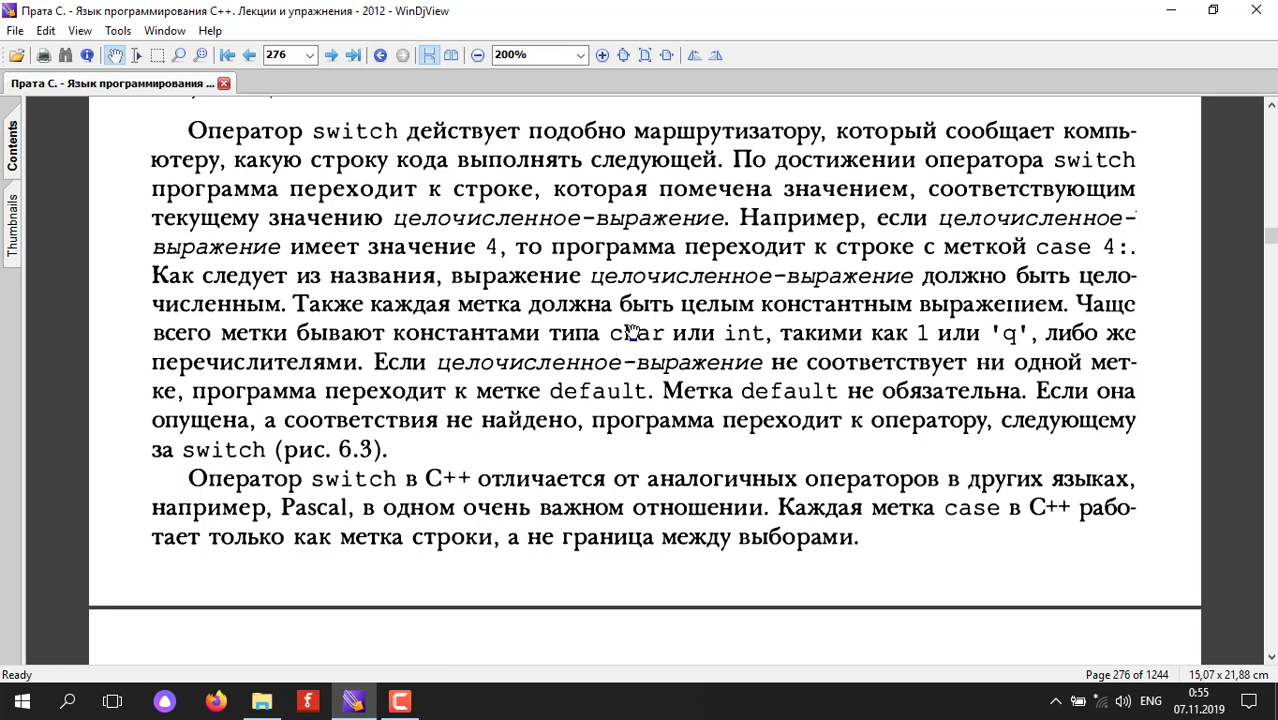 Прата С. - Язык программирования C++. Лекции и упражнения - 2012 - WinDjView
File Edit View Tools Window Help
276 200%
Прата С. - Язык программирования ...
Contents
Thumbnails
Оператор switch действует подобно маршрутизатору, который сообщает компь-
ютеру, какую строку кода выполнять следующей. По достижении оператора switch
программа переходит к строке, которая помечена значением, соответствующим
текущему значению целочисленное-выражение. Например, если целочисленное-
выражение имеет значение 4, то программа переходит к строке с меткой case 4:.
Как следует из названия, выражение целочисленное-выражение должно быть цело-
численным. Также каждая метка должна быть целым константным выражением. Чаще
всего метки бывают константами типа char или int, такими как 1 или 'q', либо же
перечислителями. Если целочисленное-выражение не соответствует ни одной мет-
ке, программа переходит к метке default. Метка default не обязательна. Если она
опущена, а соответствия не найдено, программа переходит к оператору, следующему
за switch (рис. 6.3).
Оператор switch в C++ отличается от аналогичных операторов в других языках,
например, Pascal, в одном очень важном отношении. Каждая метка case в C++ рабо-
тает только как метка строки, а не граница между выборами.
Ready Page 276 of 1244 15,07 x 21,88 cm
ENG 0:55
07.11.2019